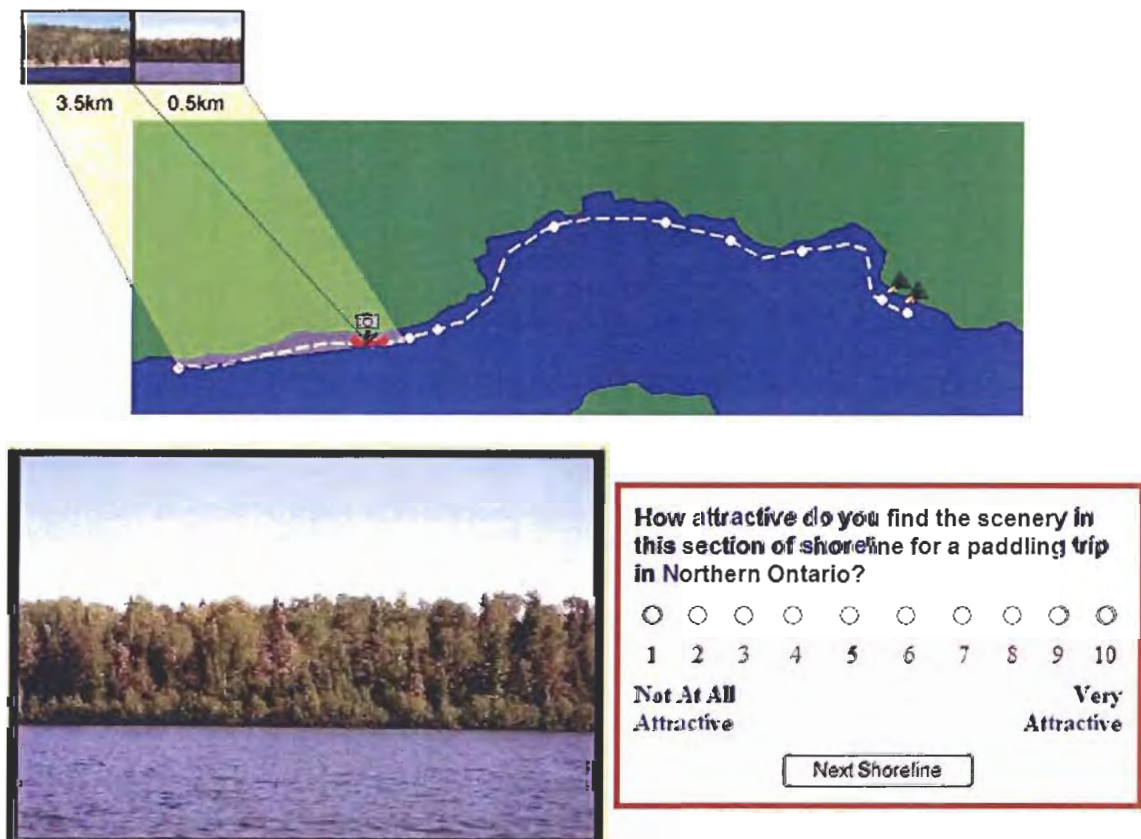 3.5km 0.5km
How attractive do you find the scenery in
this section of shoreline for a paddling trip
in Northern Ontario?
1 2 3 4 5 6 7 8 9 10
Not At All Very
Attractive Attractive
Next Shoreline